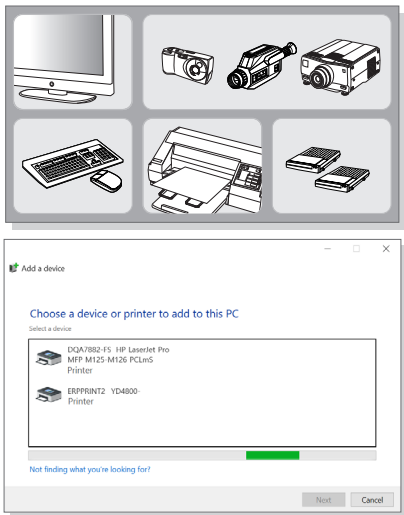 Add a device
Choose a device or printer to add to this PC
Select a device
DQA7882-F5 HP LaserJet Pro
MFP M125-M126 PCLmS
Printer
ERPPRINT2 YD4800-
Printer
Not finding what you're looking for?
Next
Cancel